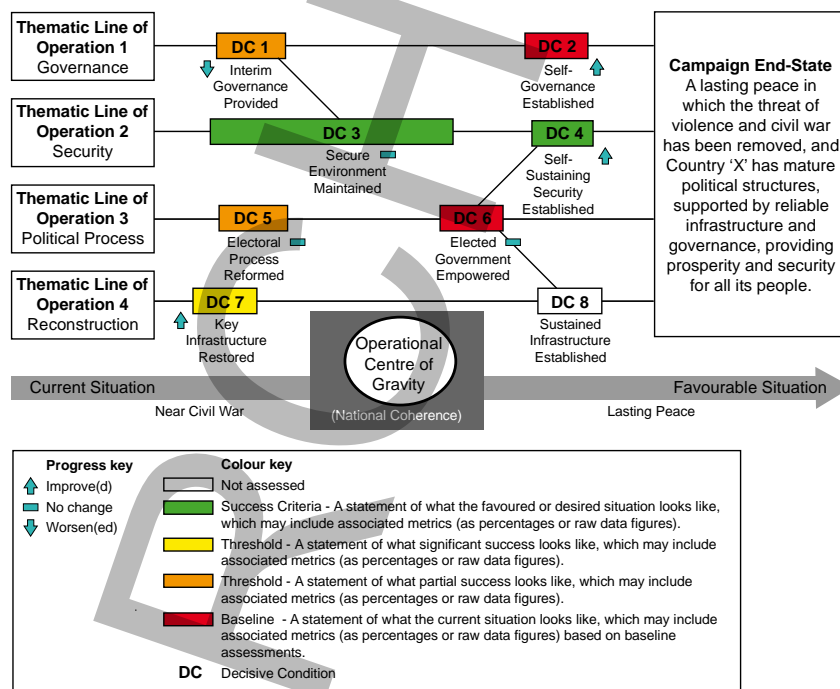 Thematic Line of
Operation 1
Governance
DC 1
Interim
Governance
Provided
DC 2
Self-
Governance
Established
Thematic Line of
Operation 2
Security
DC 3
Secure
Environment
Maintained
DC 4
Self-
Sustaining
Security
Established
Thematic Line of
Operation 3
Political Process
DC 5
Electoral
Process
Reformed
DC 6
Elected
Government
Empowered
Thematic Line of
Operation 4
Reconstruction
DC 7
Key
Infrastructure
Restored
DC 8
Sustained
Infrastructure
Established
Campaign End-State
A lasting peace in
which the threat of
violence and civil war
has been removed, and
Country ‘X’ has mature
political structures,
supported by reliable
infrastructure and
governance, providing
prosperity and security
for all its people.
Operational
Centre of
Gravity
(National Coherence)
Current Situation
Favourable Situation
Near Civil War
Lasting Peace
Progress key
Improve(d)
No change
Worsen(ed)
Colour key
Not assessed
Success Criteria - A statement of what the favoured or desired situation looks like,
which may include associated metrics (as percentages or raw data figures).
Threshold - A statement of what significant success looks like, which may include
associated metrics (as percentages or raw data figures).
Threshold - A statement of what partial success looks like, which may include
associated metrics (as percentages or raw data figures).
Baseline - A statement of what the current situation looks like, which may include
associated metrics (as percentages or raw data figures) based on baseline
assessments.
DC Decisive Condition